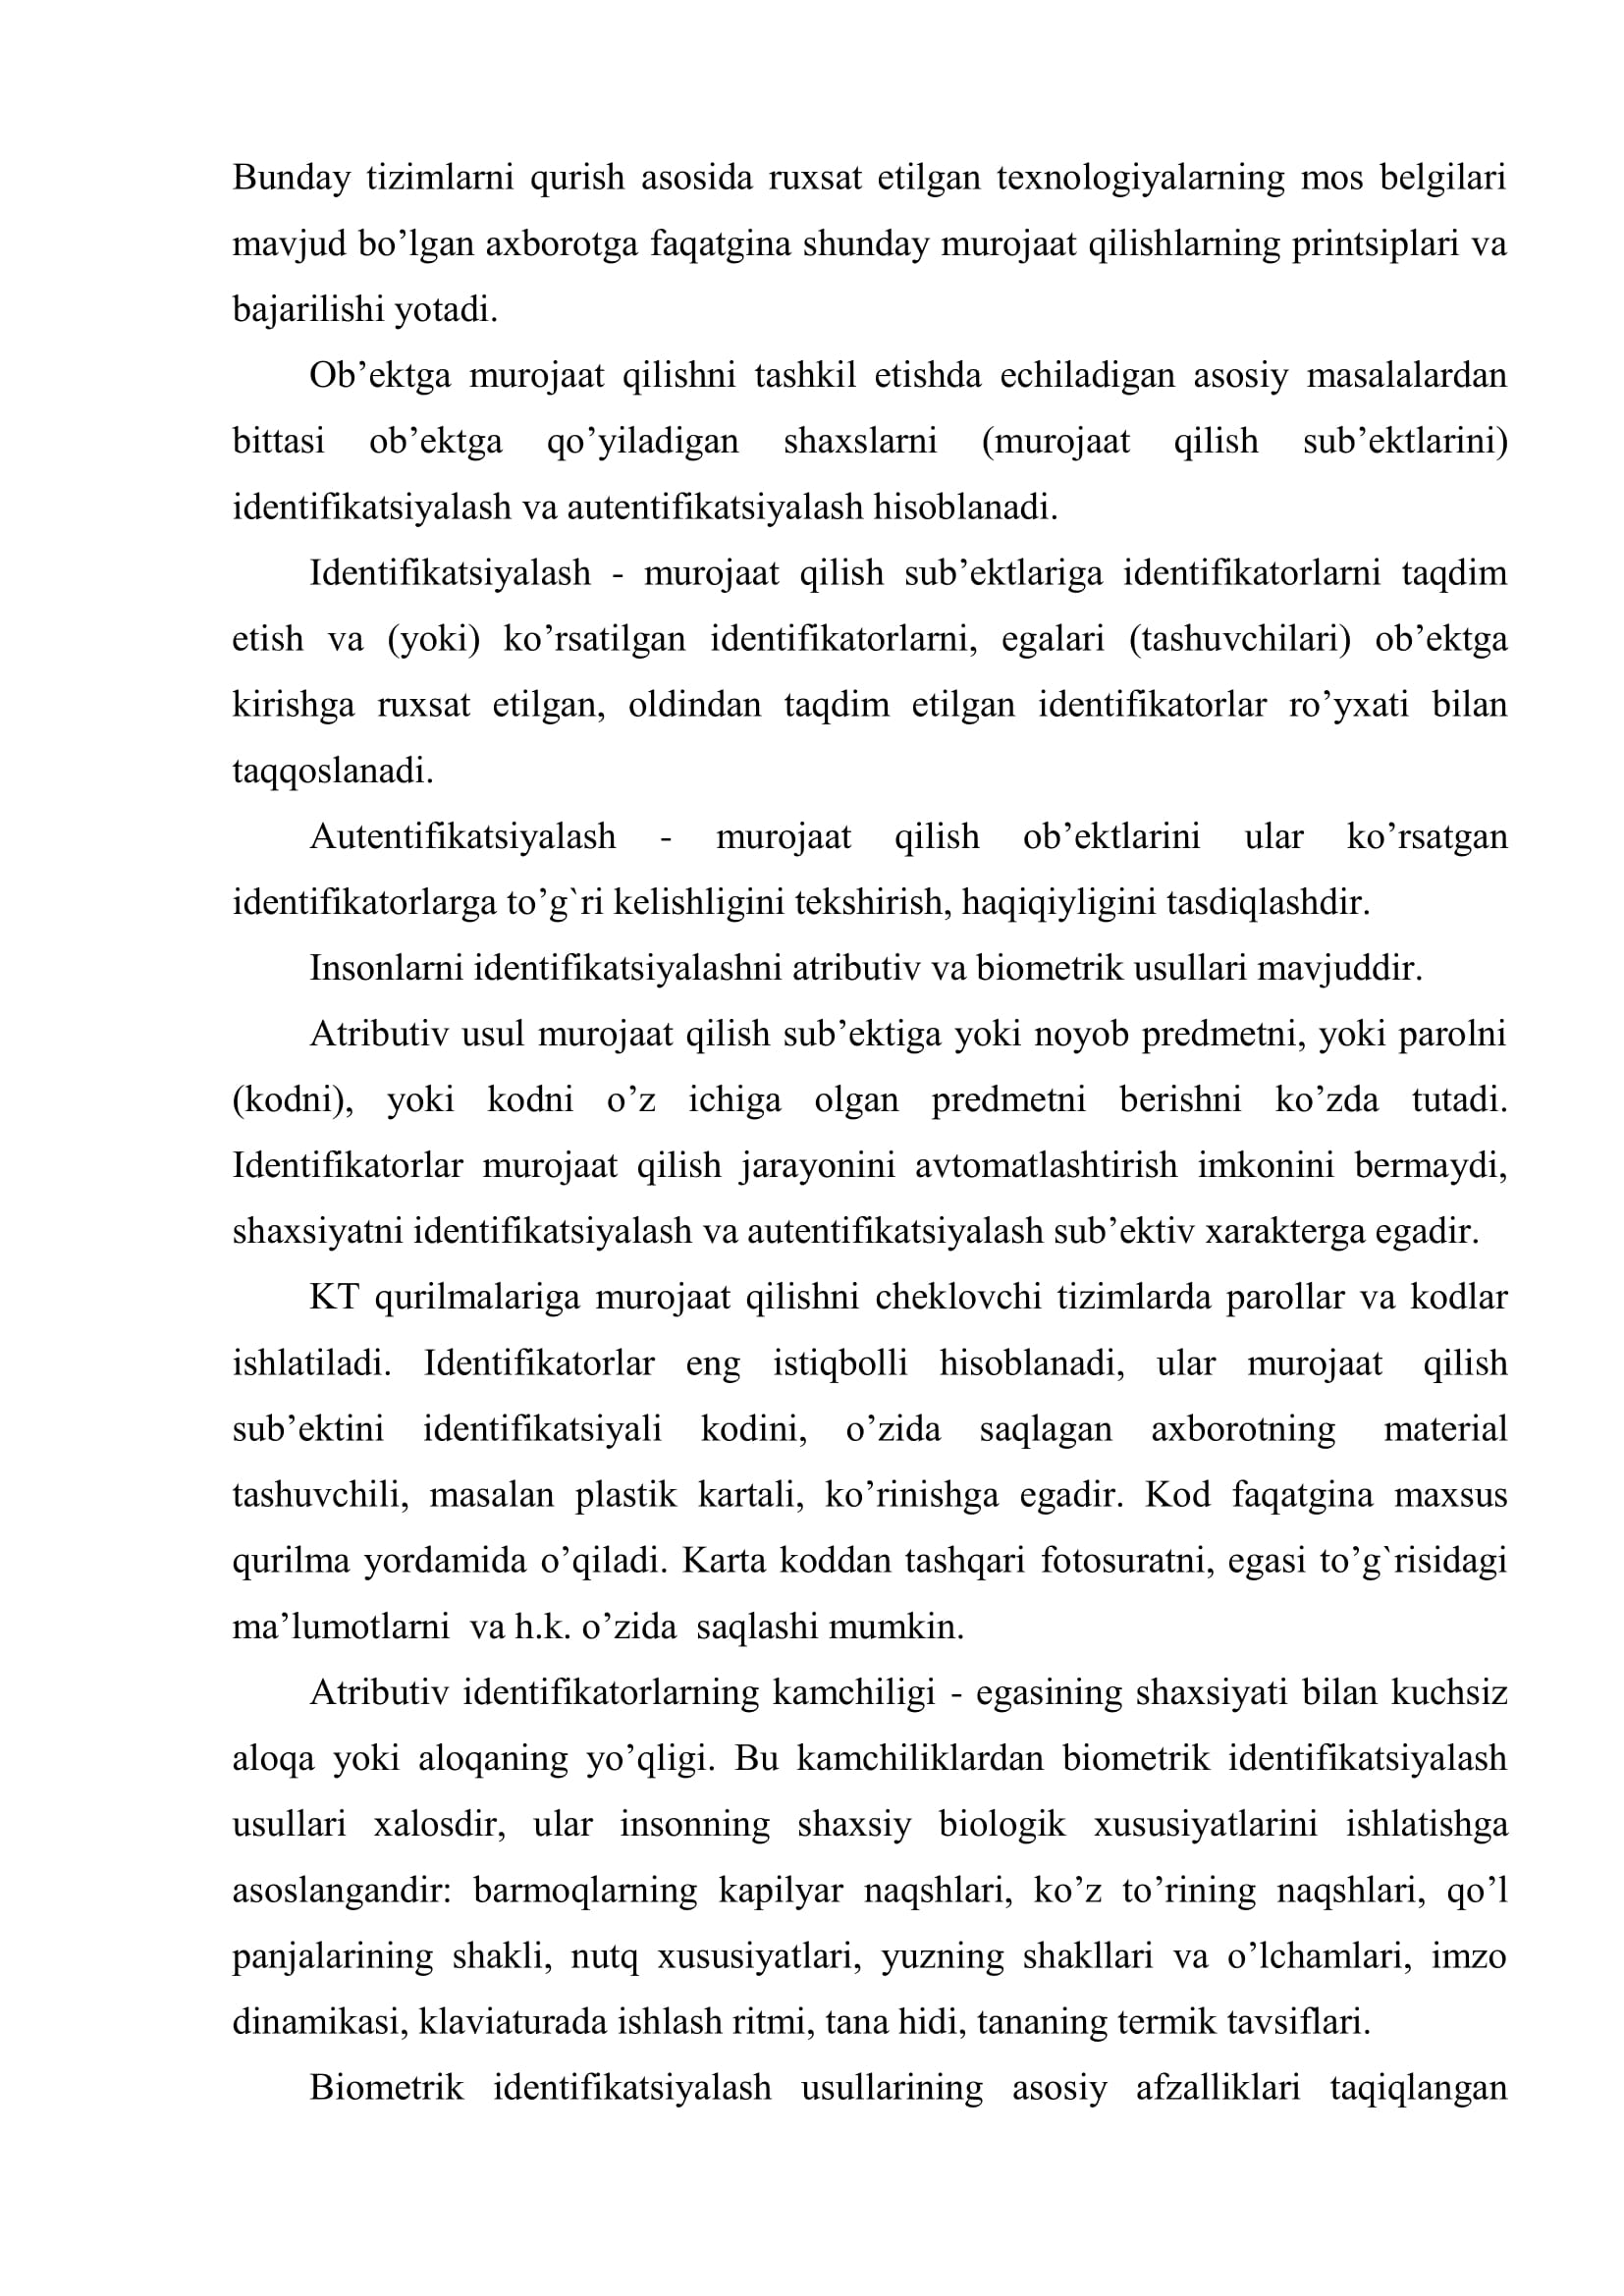 Bunday tizimlarni qurish asosida ruxsat etilgan texnologiyalarning mos belgilari
mavjud bo’lgan axborotga faqatgina shunday murojaat qilishlarning printsiplari va
bajarilishi yotadi.
Ob’ektga murojaat qilishni tashkil etishda echiladigan asosiy masalalardan
bittasi ob’ektga qo’yiladigan shaxslarni (murojaat qilish sub’ektlarini)
identifikatsiyalash va autentifikatsiyalash hisoblanadi.
Identifikatsiyalash - murojaat qilish sub’ektlariga identifikatorlarni taqdim
etish va (yoki) ko’rsatilgan identifikatorlarni, egalari (tashuvchilari) ob’ektga
kirishga ruxsat etilgan, oldindan taqdim etilgan identifikatorlar ro’yxati bilan
taqqoslanadi.
Autentifikatsiyalash - murojaat qilish ob’ektlarini ular ko’rsatgan
identifikatorlarga to’g`ri kelishligini tekshirish, haqiqiyligini tasdiqlashdir.
Insonlarni identifikatsiyalashni atributiv va biometrik usullari mavjuddir.
Atributiv usul murojaat qilish sub’ektiga yoki noyob predmetni, yoki parolni
(kodni), yoki kodni o’z ichiga olgan predmetni berishni ko’zda tutadi.
Identifikatorlar murojaat qilish jarayonini avtomatlashtirish imkonini bermaydi,
shaxsiyatni identifikatsiyalash va autentifikatsiyalash sub’ektiv xarakterga egadir.
KT qurilmalariga murojaat qilishni cheklovchi tizimlarda parollar va kodlar
ishlatiladi. Identifikatorlar eng istiqbolli hisoblanadi, ular murojaat qilish
sub’ektini identifikatsiyali kodini, o’zida saqlagan axborotning material
tashuvchili, masalan plastik kartali, ko’rinishga egadir. Kod faqatgina maxsus
qurilma yordamida o’qiladi. Karta koddan tashqari fotosuratni, egasi to’g`risidagi
ma’lumotlarni va h.k. o’zida saqlashi mumkin.
Atributiv identifikatorlarning kamchiligi - egasining shaxsiyati bilan kuchsiz
aloqa yoki aloqaning yo’qligi. Bu kamchiliklardan biometrik identifikatsiyalash
usullari xalosdir, ular insonning shaxsiy biologik xususiyatlarini ishlatishga
asoslangandir: barmoqlarning kapilyar naqshlari, ko’z to’rining naqshlari, qo’l
panjalarining shakli, nutq xususiyatlari, yuzning shakllari va o’lchamlari, imzo
dinamikasi, klaviaturada ishlash ritmi, tana hidi, tananing termik tavsiflari.
Biometrik identifikatsiyalash usullarining asosiy afzalliklari taqiqlangan